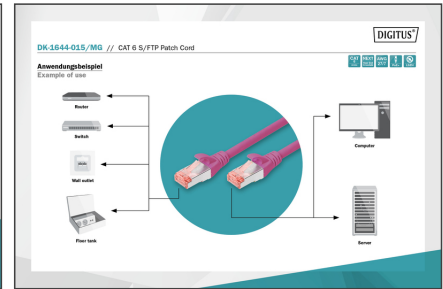 DIGITUS®
DK-1644-015/MG // CAT 6 S/FTP Patch Cord
Anwendungsbeispiel
Example of use
Router
Switch
Wall outlet
Floor tank
Computer
Server